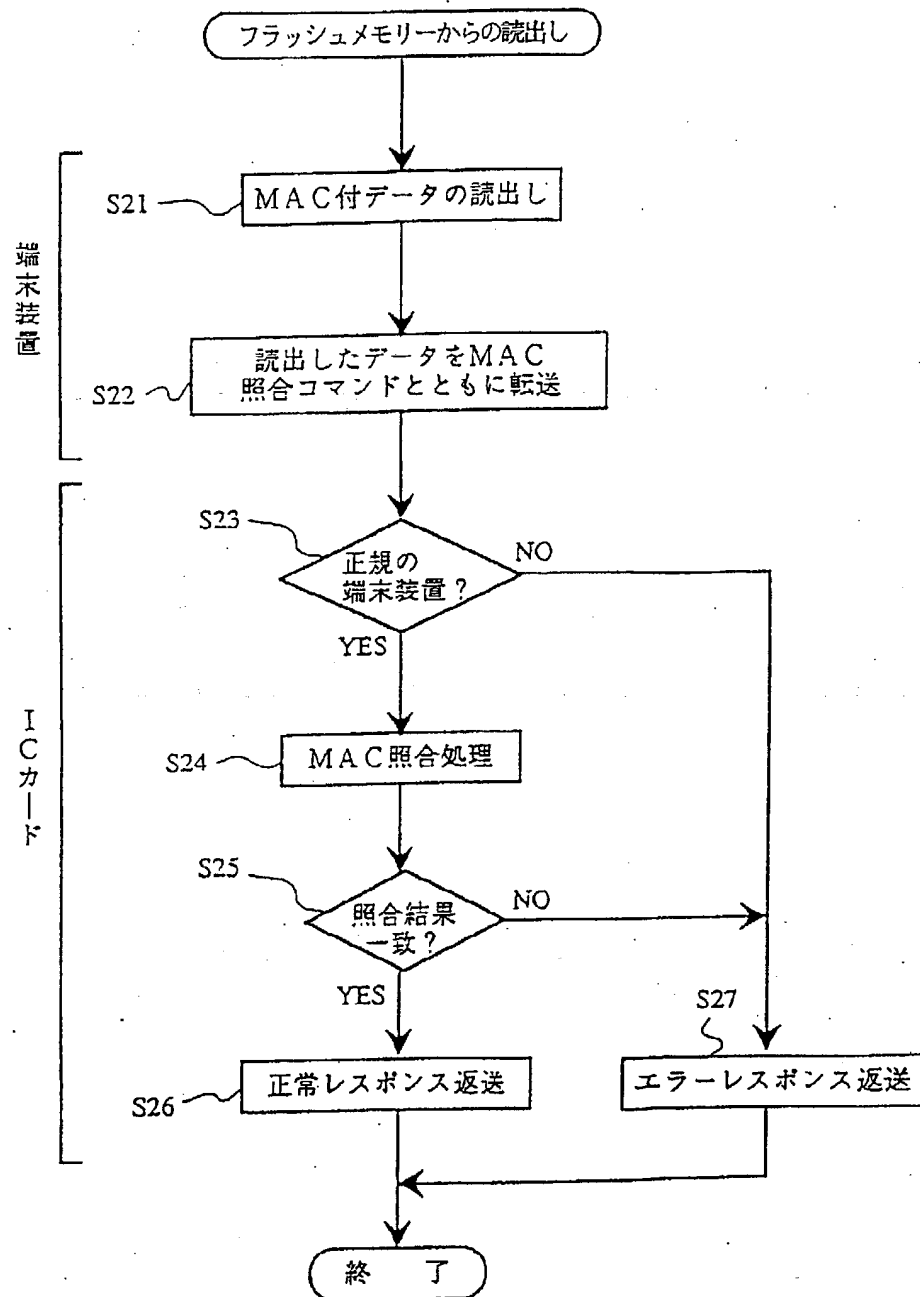 フラッシュメモリーからの読出し
端末装置
S21
MAC付データの読出し
S22
読出したデータをMAC
照合コマンドとともに転送
ICカード
S23
正規の
端末装置?
NO
YES
S24
MAC照合処理
S25
照合結果
一致?
NO
YES
S26
正常レスポンス返送
S27
エラーレスポンス返送
終 了